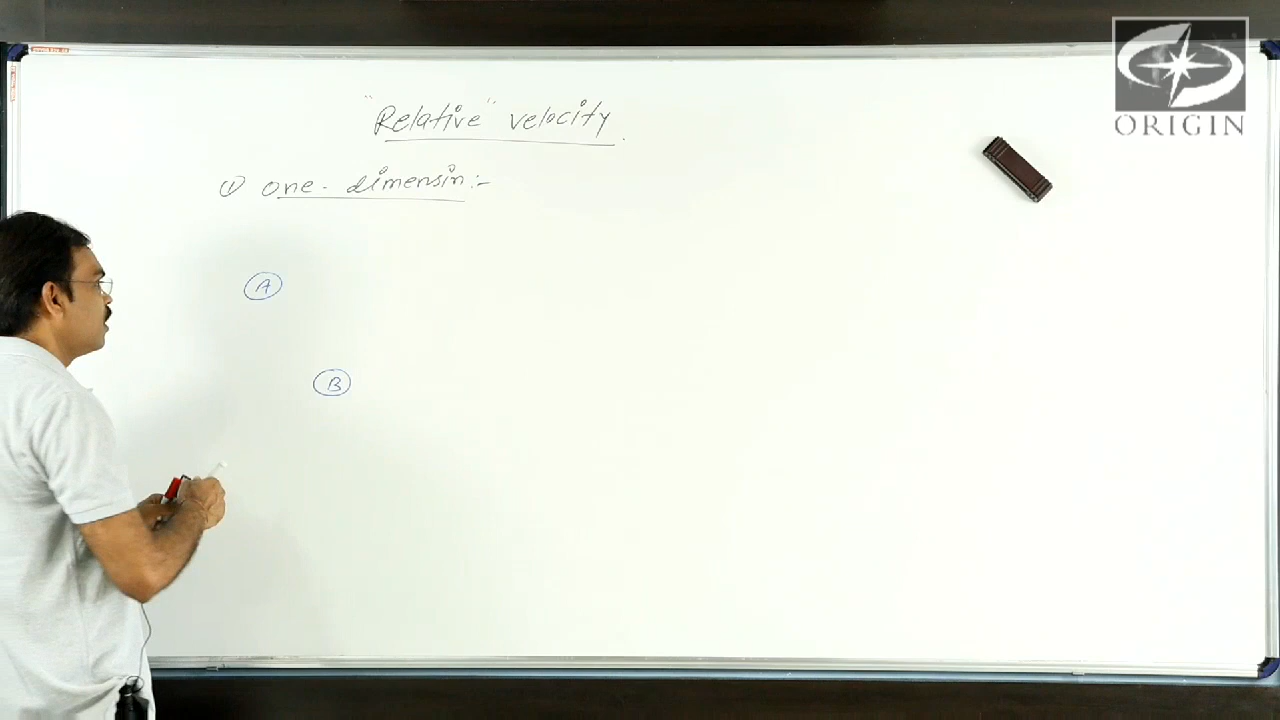 "Relative" velocity
① one-dimensin:-
A
B
ORIGIN